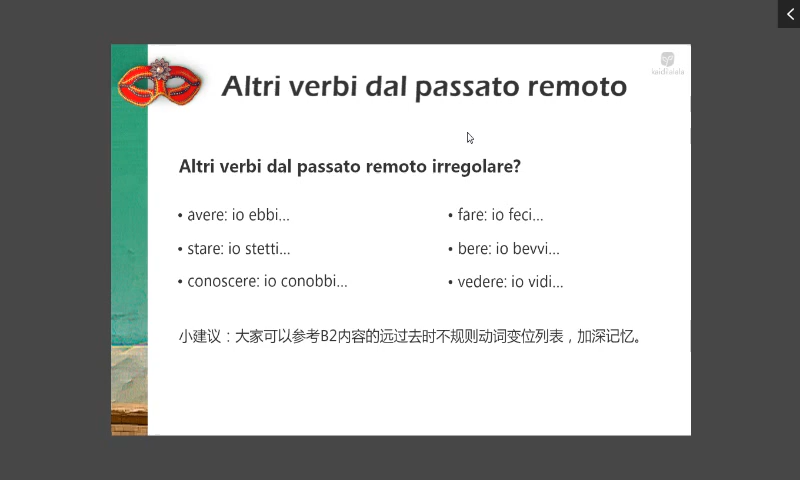 Altri verbi dal passato remoto
kaidilalala
Altri verbi dal passato remoto irregolare?
• avere: io ebbi...
• stare: io stetti...
• conoscere: io conobbi...
• fare: io feci...
• bere: io bevvi...
• vedere: io vidi...
小建议：大家可以参考B2内容的远过去时不规则动词变位列表，加深记忆。